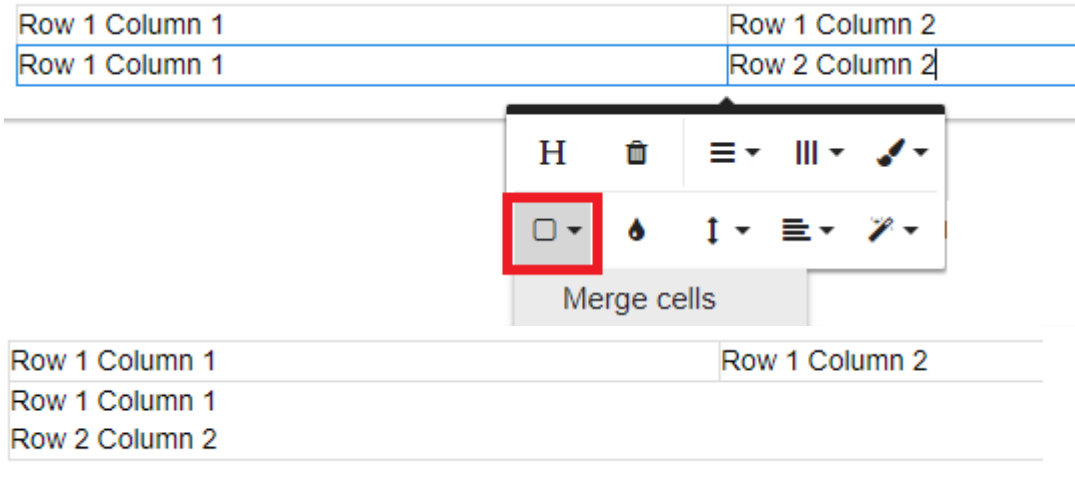 Row 1 Column 1 Row 1 Column 2
Row 1 Column 1 Row 2 Column 2
H
Merge cells
Row 1 Column 1 Row 1 Column 2
Row 1 Column 1
Row 2 Column 2